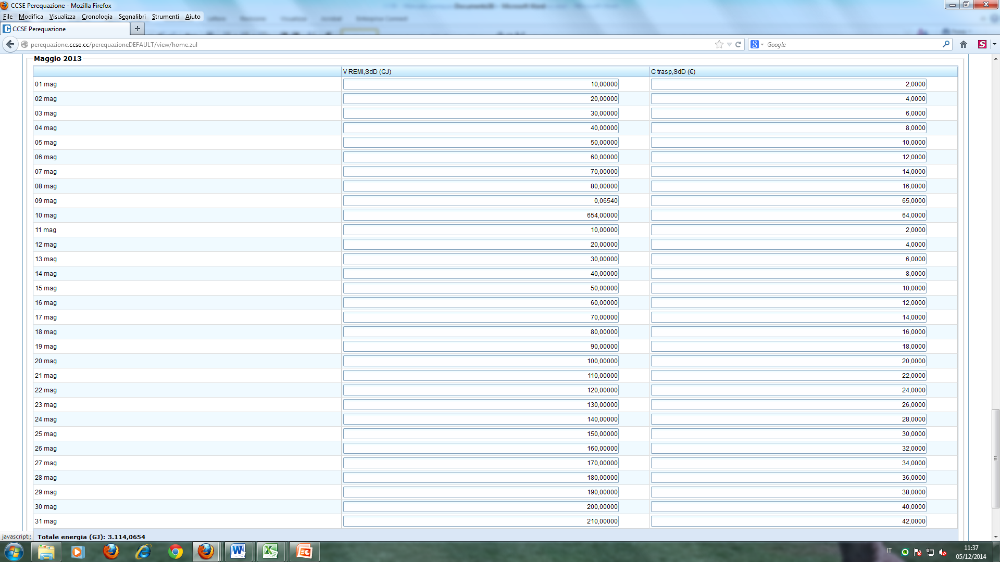 CCSE Perequazione - Mozilla Firefox
File Modifica Visualizza Cronologia Segnalibri Strumenti Aiuto
CCSE Perequazione
perequazione.ccse.cc/perequazioneDEFAULT/view/home.zul
Google
Maggio 2013
V REMI,SdD (GJ) C trasp,SdD (€)
01 mag 10,00000 2,0000
02 mag 20,00000 4,0000
03 mag 30,00000 6,0000
04 mag 40,00000 8,0000
05 mag 50,00000 10,0000
06 mag 60,00000 12,0000
07 mag 70,00000 14,0000
08 mag 80,00000 16,0000
09 mag 0,06540 65,0000
10 mag 654,00000 64,0000
11 mag 10,00000 2,0000
12 mag 20,00000 4,0000
13 mag 30,00000 6,0000
14 mag 40,00000 8,0000
15 mag 50,00000 10,0000
16 mag 60,00000 12,0000
17 mag 70,00000 14,0000
18 mag 80,00000 16,0000
19 mag 90,00000 18,0000
20 mag 100,00000 20,0000
21 mag 110,00000 22,0000
22 mag 120,00000 24,0000
23 mag 130,00000 26,0000
24 mag 140,00000 28,0000
25 mag 150,00000 30,0000
26 mag 160,00000 32,0000
27 mag 170,00000 34,0000
28 mag 180,00000 36,0000
29 mag 190,00000 38,0000
30 mag 200,00000 40,0000
31 mag 210,00000 42,0000
javascript:; Totale energia (GJ): 3.114,0654
IT
11:37
05/12/2014